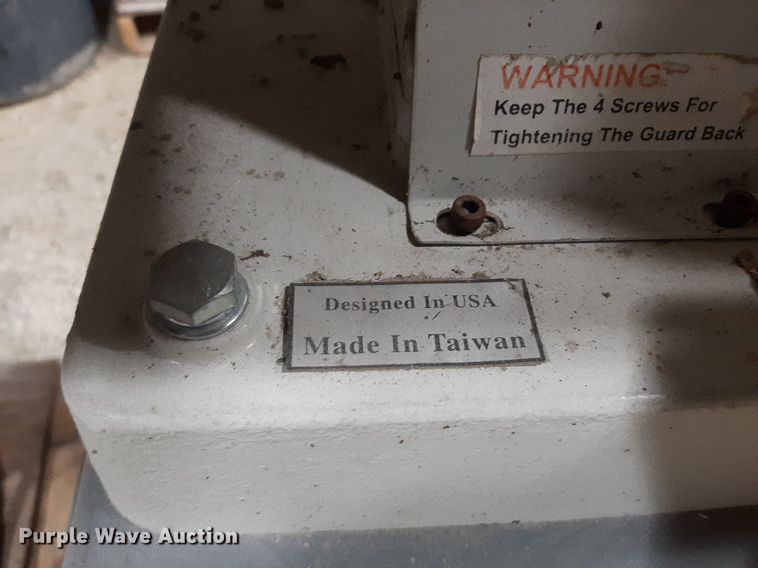 WARNING
Keep The 4 Screws For
Tightening The Guard Back
Designed In USA
Made In Taiwan
Purple Wave Auction